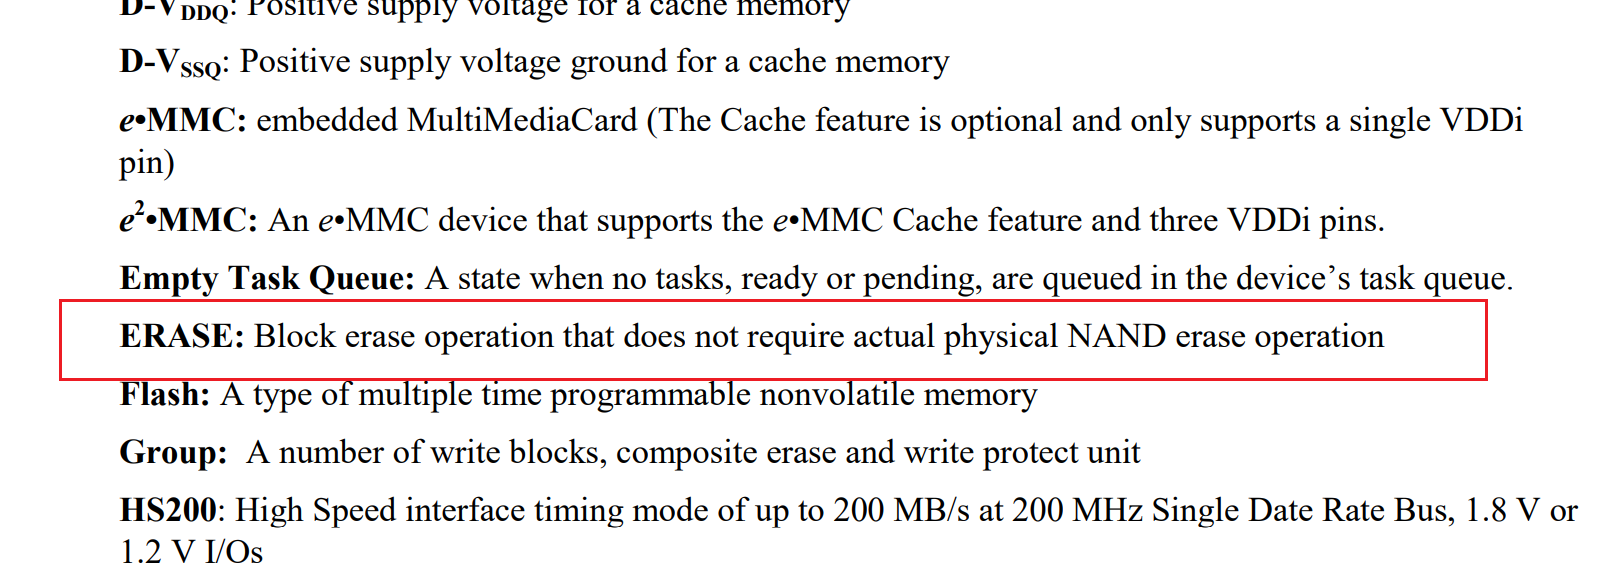 D-VDDQ: Positive supply voltage for a cache memory
D-VSSQ: Positive supply voltage ground for a cache memory
e•MMC: embedded MultiMediaCard (The Cache feature is optional and only supports a single VDDi
pin)
e²•MMC: An e•MMC device that supports the e•MMC Cache feature and three VDDi pins.
Empty Task Queue: A state when no tasks, ready or pending, are queued in the device’s task queue.
ERASE: Block erase operation that does not require actual physical NAND erase operation
Flash: A type of multiple time programmable nonvolatile memory
Group:  A number of write blocks, composite erase and write protect unit
HS200: High Speed interface timing mode of up to 200 MB/s at 200 MHz Single Date Rate Bus, 1.8 V or
1.2 V I/Os